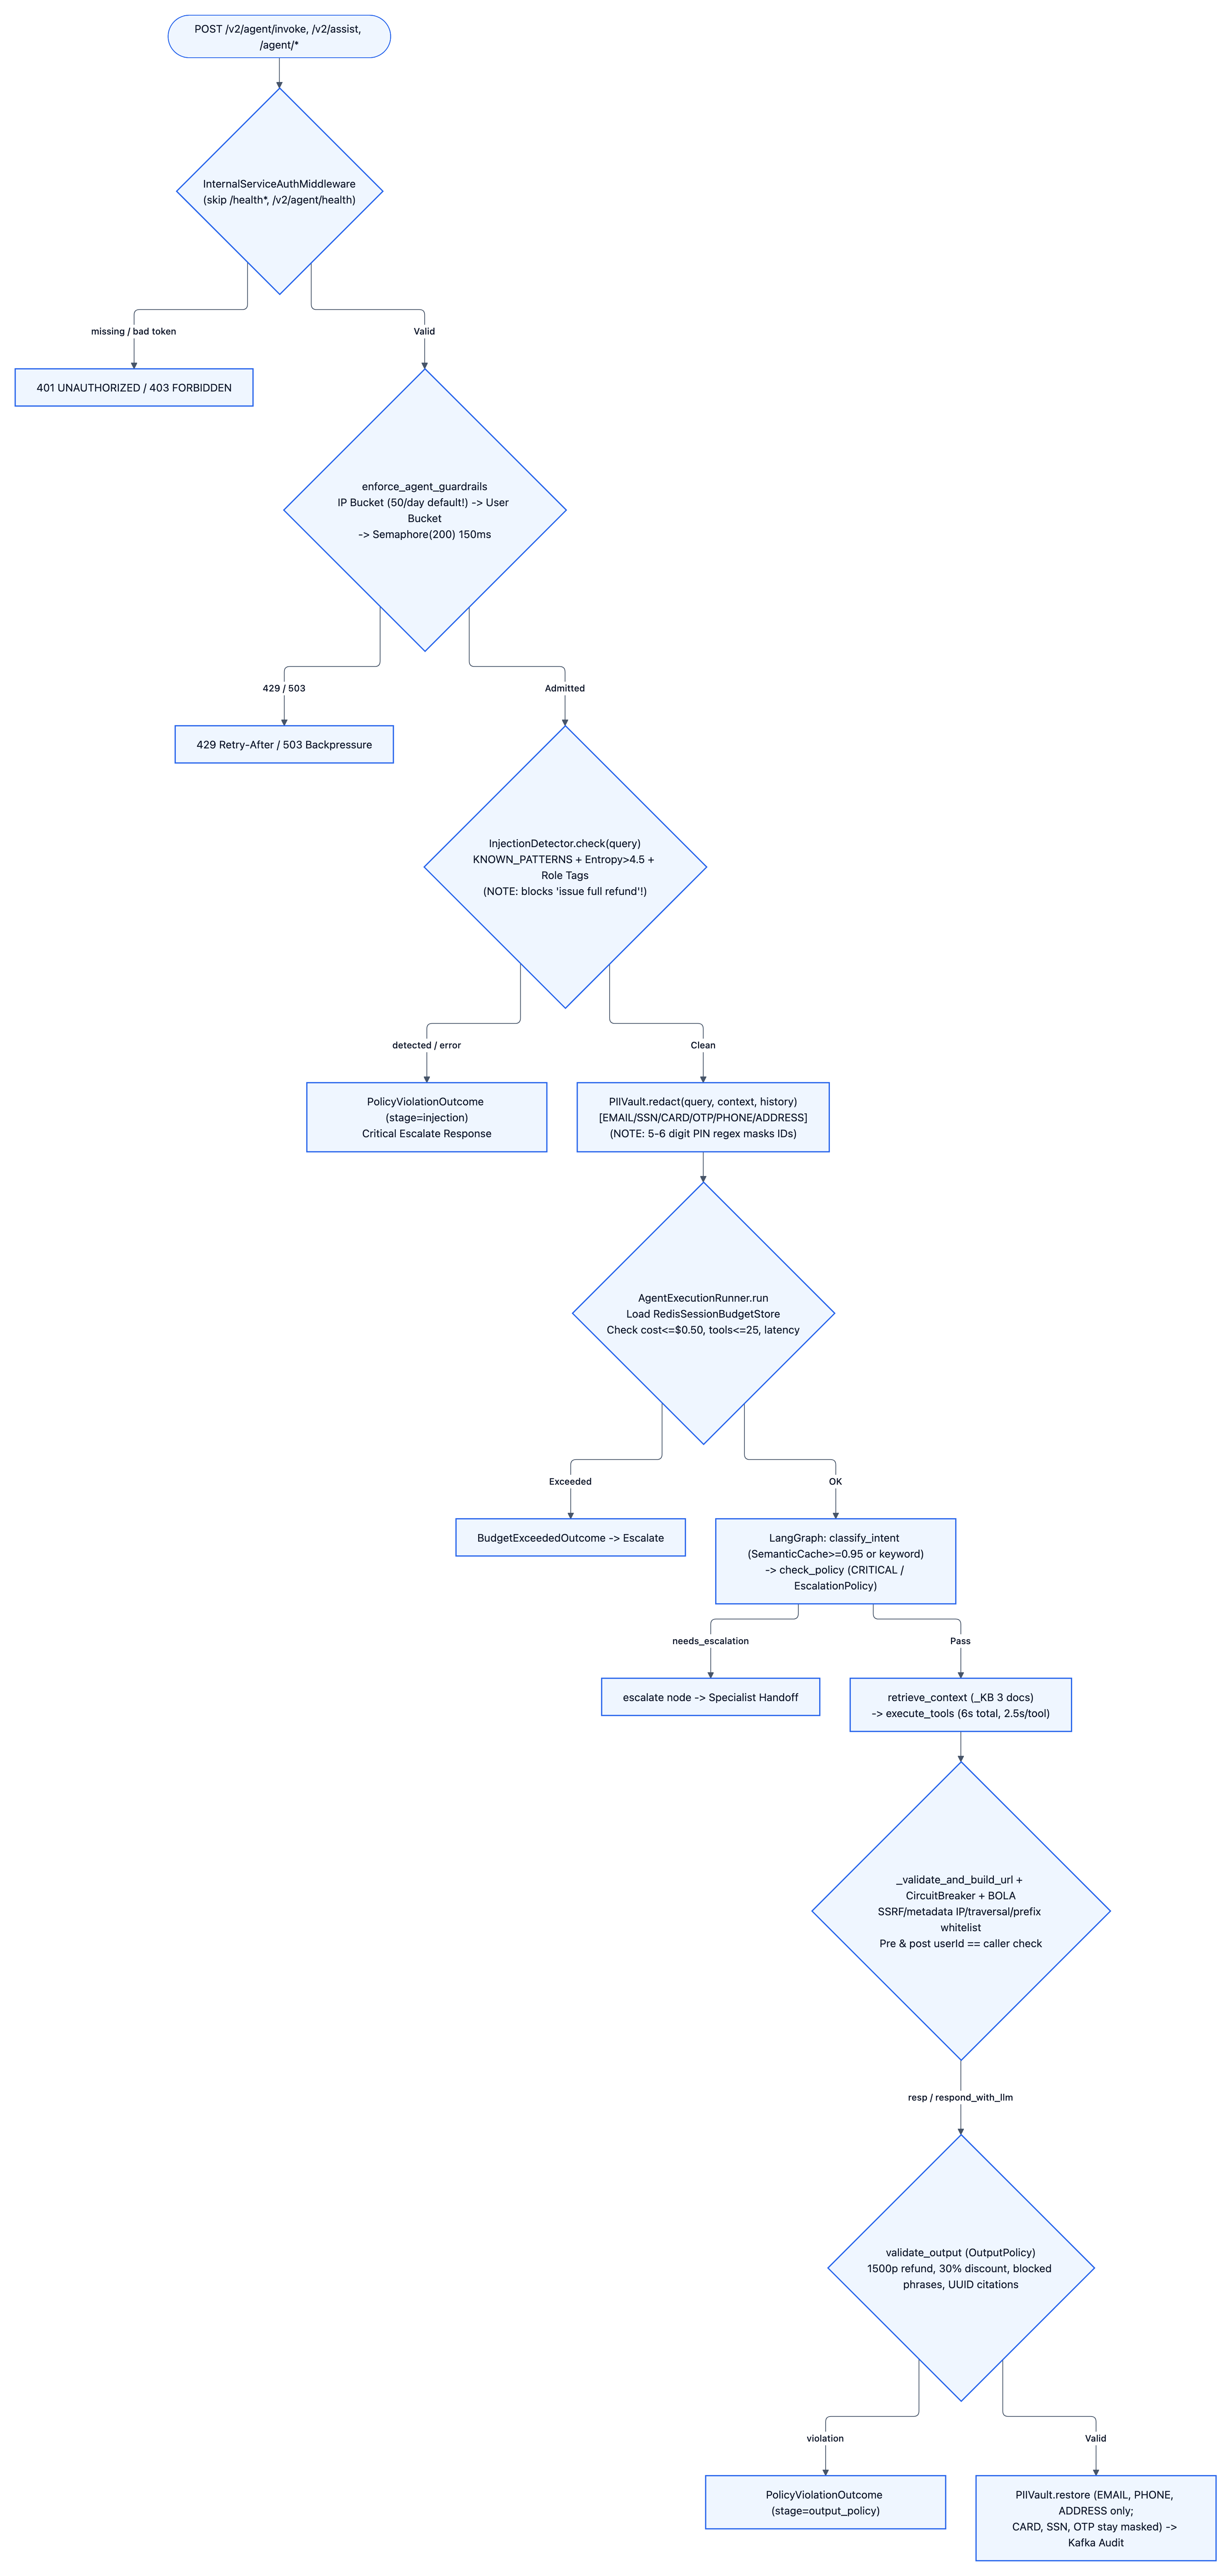 POST /v2/agent/invoke, /v2/assist,
/agent/*
InternalServiceAuthMiddleware
(skip /health*, /v2/agent/health)
missing / bad token
Valid
401 UNAUTHORIZED / 403 FORBIDDEN
enforce_agent_guardrails
IP Bucket (50/day default!) -> User
Bucket
-> Semaphore(200) 150ms
429 / 503
Admitted
429 Retry-After / 503 Backpressure
InjectionDetector.check(query)
KNOWN_PATTERNS + Entropy>4.5 +
Role Tags
(NOTE: blocks 'issue full refund'!)
detected / error
Clean
PolicyViolationOutcome
(stage=injection)
Critical Escalate Response
PIIVault.redact(query, context, history)
[EMAIL/SSN/CARD/OTP/PHONE/ADDRESS]
(NOTE: 5-6 digit PIN regex masks IDs)
AgentExecutionRunner.run
Load RedisSessionBudgetStore
Check cost<=$0.50, tools<=25, latency
Exceeded
OK
BudgetExceededOutcome -> Escalate
LangGraph: classify_intent
(SemanticCache>=0.95 or keyword)
-> check_policy (CRITICAL /
EscalationPolicy)
needs_escalation
Pass
escalate node -> Specialist Handoff
retrieve_context (_KB 3 docs)
-> execute_tools (6s total, 2.5s/tool)
_validate_and_build_url +
CircuitBreaker + BOLA
SSRF/metadata IP/traversal/prefix
whitelist
Pre & post userId == caller check
resp / respond_with_llm
validate_output (OutputPolicy)
1500p refund, 30% discount, blocked
phrases, UUID citations
violation
Valid
PolicyViolationOutcome
(stage=output_policy)
PIIVault.restore (EMAIL, PHONE,
ADDRESS only;
CARD, SSN, OTP stay masked) ->
Kafka Audit